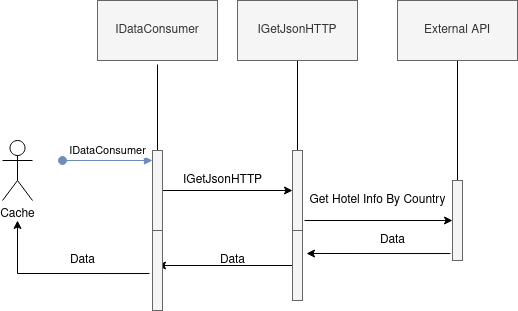 IDataConsumer
IGetJsonHTTP
External API
IDataConsumer
IGetJsonHTTP
Get Hotel Info By Country
Cache
Data
Data
Data